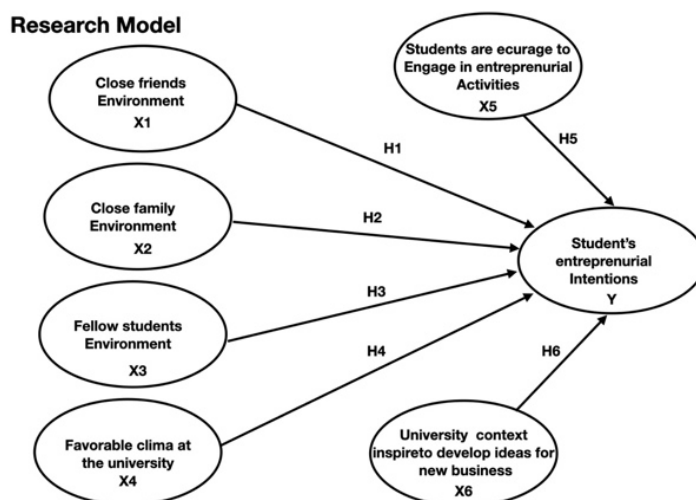 Research Model
Close friends
Environment
X1
H1
Close family
Environment
X2
H2
Fellow students
Environment
X3
H3
Favorable clima at
the university
X4
H4
Students are ecurage to
Engage in entreprenurial
Activities
X5
H5
Student's
entreprenurial
Intentions
Y
H6
University context
inspireto develop ideas for
new business
X6